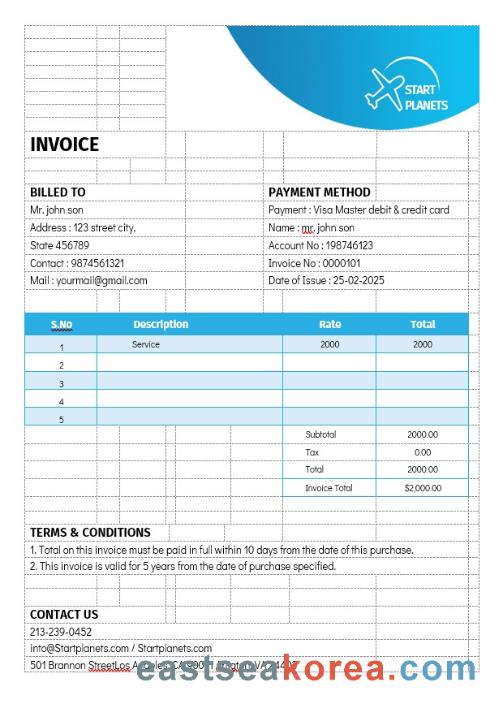 START
PLANETS
INVOICE
BILLED TO
PAYMENT METHOD
Mr. john son
Payment : Visa Master debit & credit card
Address : 123 street city,
Name : mr. john son
State 456789
Account No : 198746123
Contact : 9874561321
Invoice No : 0000101
Mail : yourmail@gmail.com
Date of Issue : 25-02-2025
S.No Description Rate Total
1 Service 2000 2000
2
3
4
5
Subtotal 2000.00
Tax 0.00
Total 2000.00
Invoice Total $2,000.00
TERMS & CONDITIONS
1. Total on this invoice must be paid in full within 10 days from the date of this purchase.
2. This invoice is valid for 5 years from the date of purchase specified.
CONTACT US
213-239-0452
info@Startplanets.com / Startplanets.com
501 Brannon StreetLos
eastseakorea.com